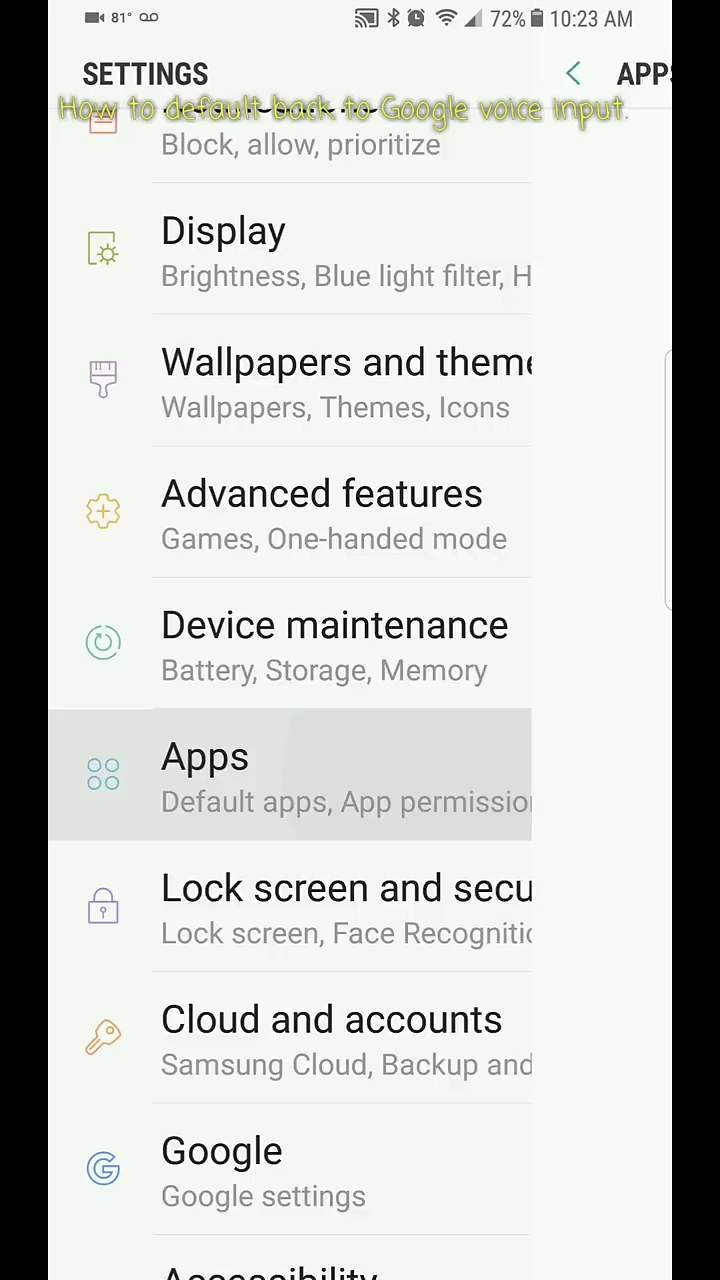 81° 72% 10:23 AM
SETTINGS
APPS
How to default back to Google voice input.
Block, allow, prioritize
Display
Brightness, Blue light filter, H
Wallpapers and theme
Wallpapers, Themes, Icons
Advanced features
Games, One-handed mode
Device maintenance
Battery, Storage, Memory
Apps
Default apps, App permission
Lock screen and secu
Lock screen, Face Recognitio
Cloud and accounts
Samsung Cloud, Backup and
Google
Google settings
Accessibility